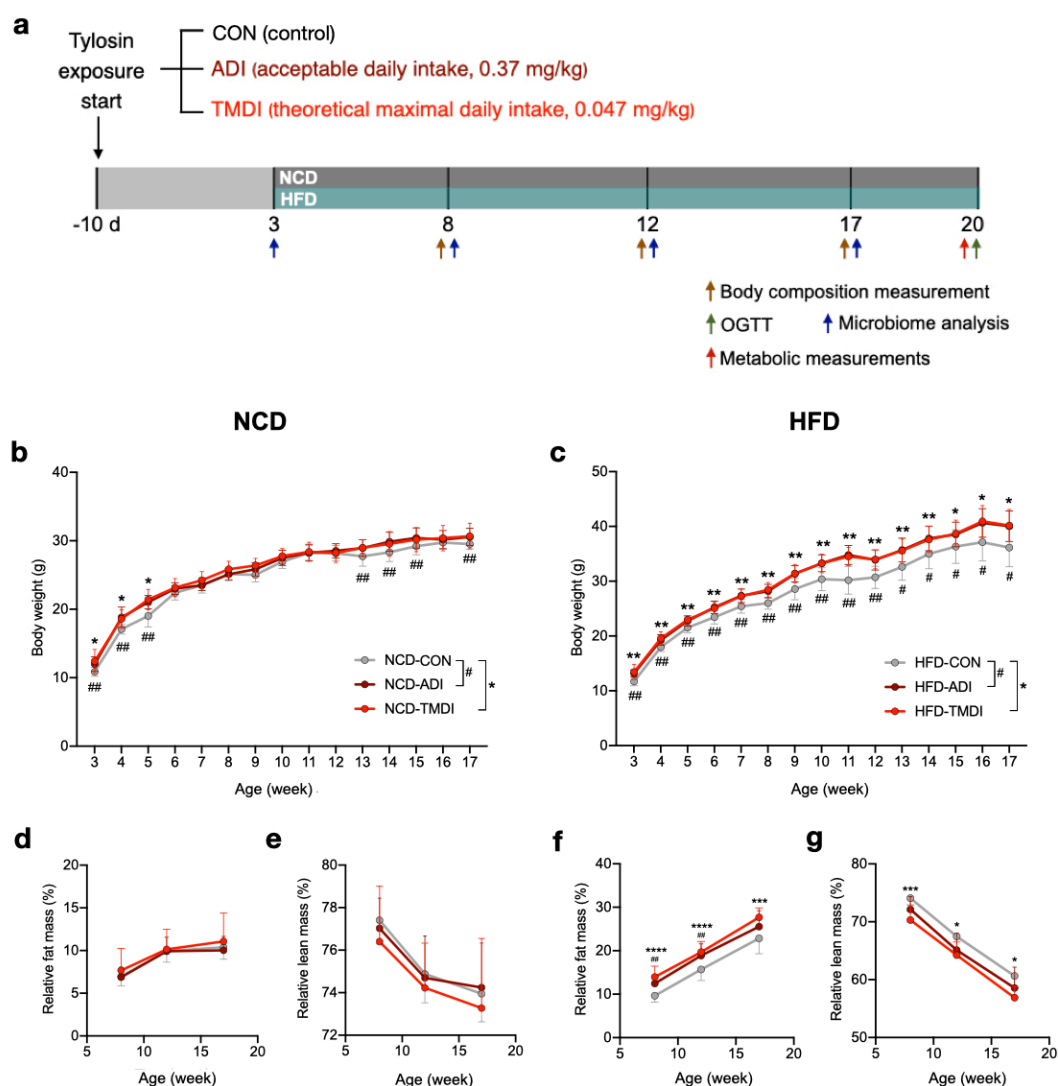 a
Tylosin
exposure
start
CON (control)
ADI (acceptable daily intake, 0.37 mg/kg)
TMDI (theoretical maximal daily intake, 0.047 mg/kg)
NCD
HFD
-10 d 3 8 12 17 20
Body composition measurement
OGTT Microbiome analysis
Metabolic measurements
NCD HFD
b
Body weight (g)
40
30
20
10
0
* * *
## ## ## ## ## ## ##
NCD-CON
NCD-ADI
NCD-TMDI
# *
3 4 5 6 7 8 9 10 11 12 13 14 15 16 17
Age (week)
c
Body weight (g)
50
40
30
20
10
0
** ** ** ** ** ** ** ** ** ** ** ** * * *
## ## ## ## ## ## ## ## ## ## # # # # #
HFD-CON
HFD-ADI
HFD-TMDI
# *
3 4 5 6 7 8 9 10 11 12 13 14 15 16 17
Age (week)
d
Relative fat mass (%)
20
15
10
5
0
5 10 15 20
Age (week)
e
Relative lean mass (%)
80
78
76
74
72
5 10 15 20
Age (week)
f
Relative fat mass (%)
40
30
20
10
0
**** **** ***
## ##
5 10 15 20
Age (week)
g
Relative lean mass (%)
80
70
60
50
*** * *
5 10 15 20
Age (week)